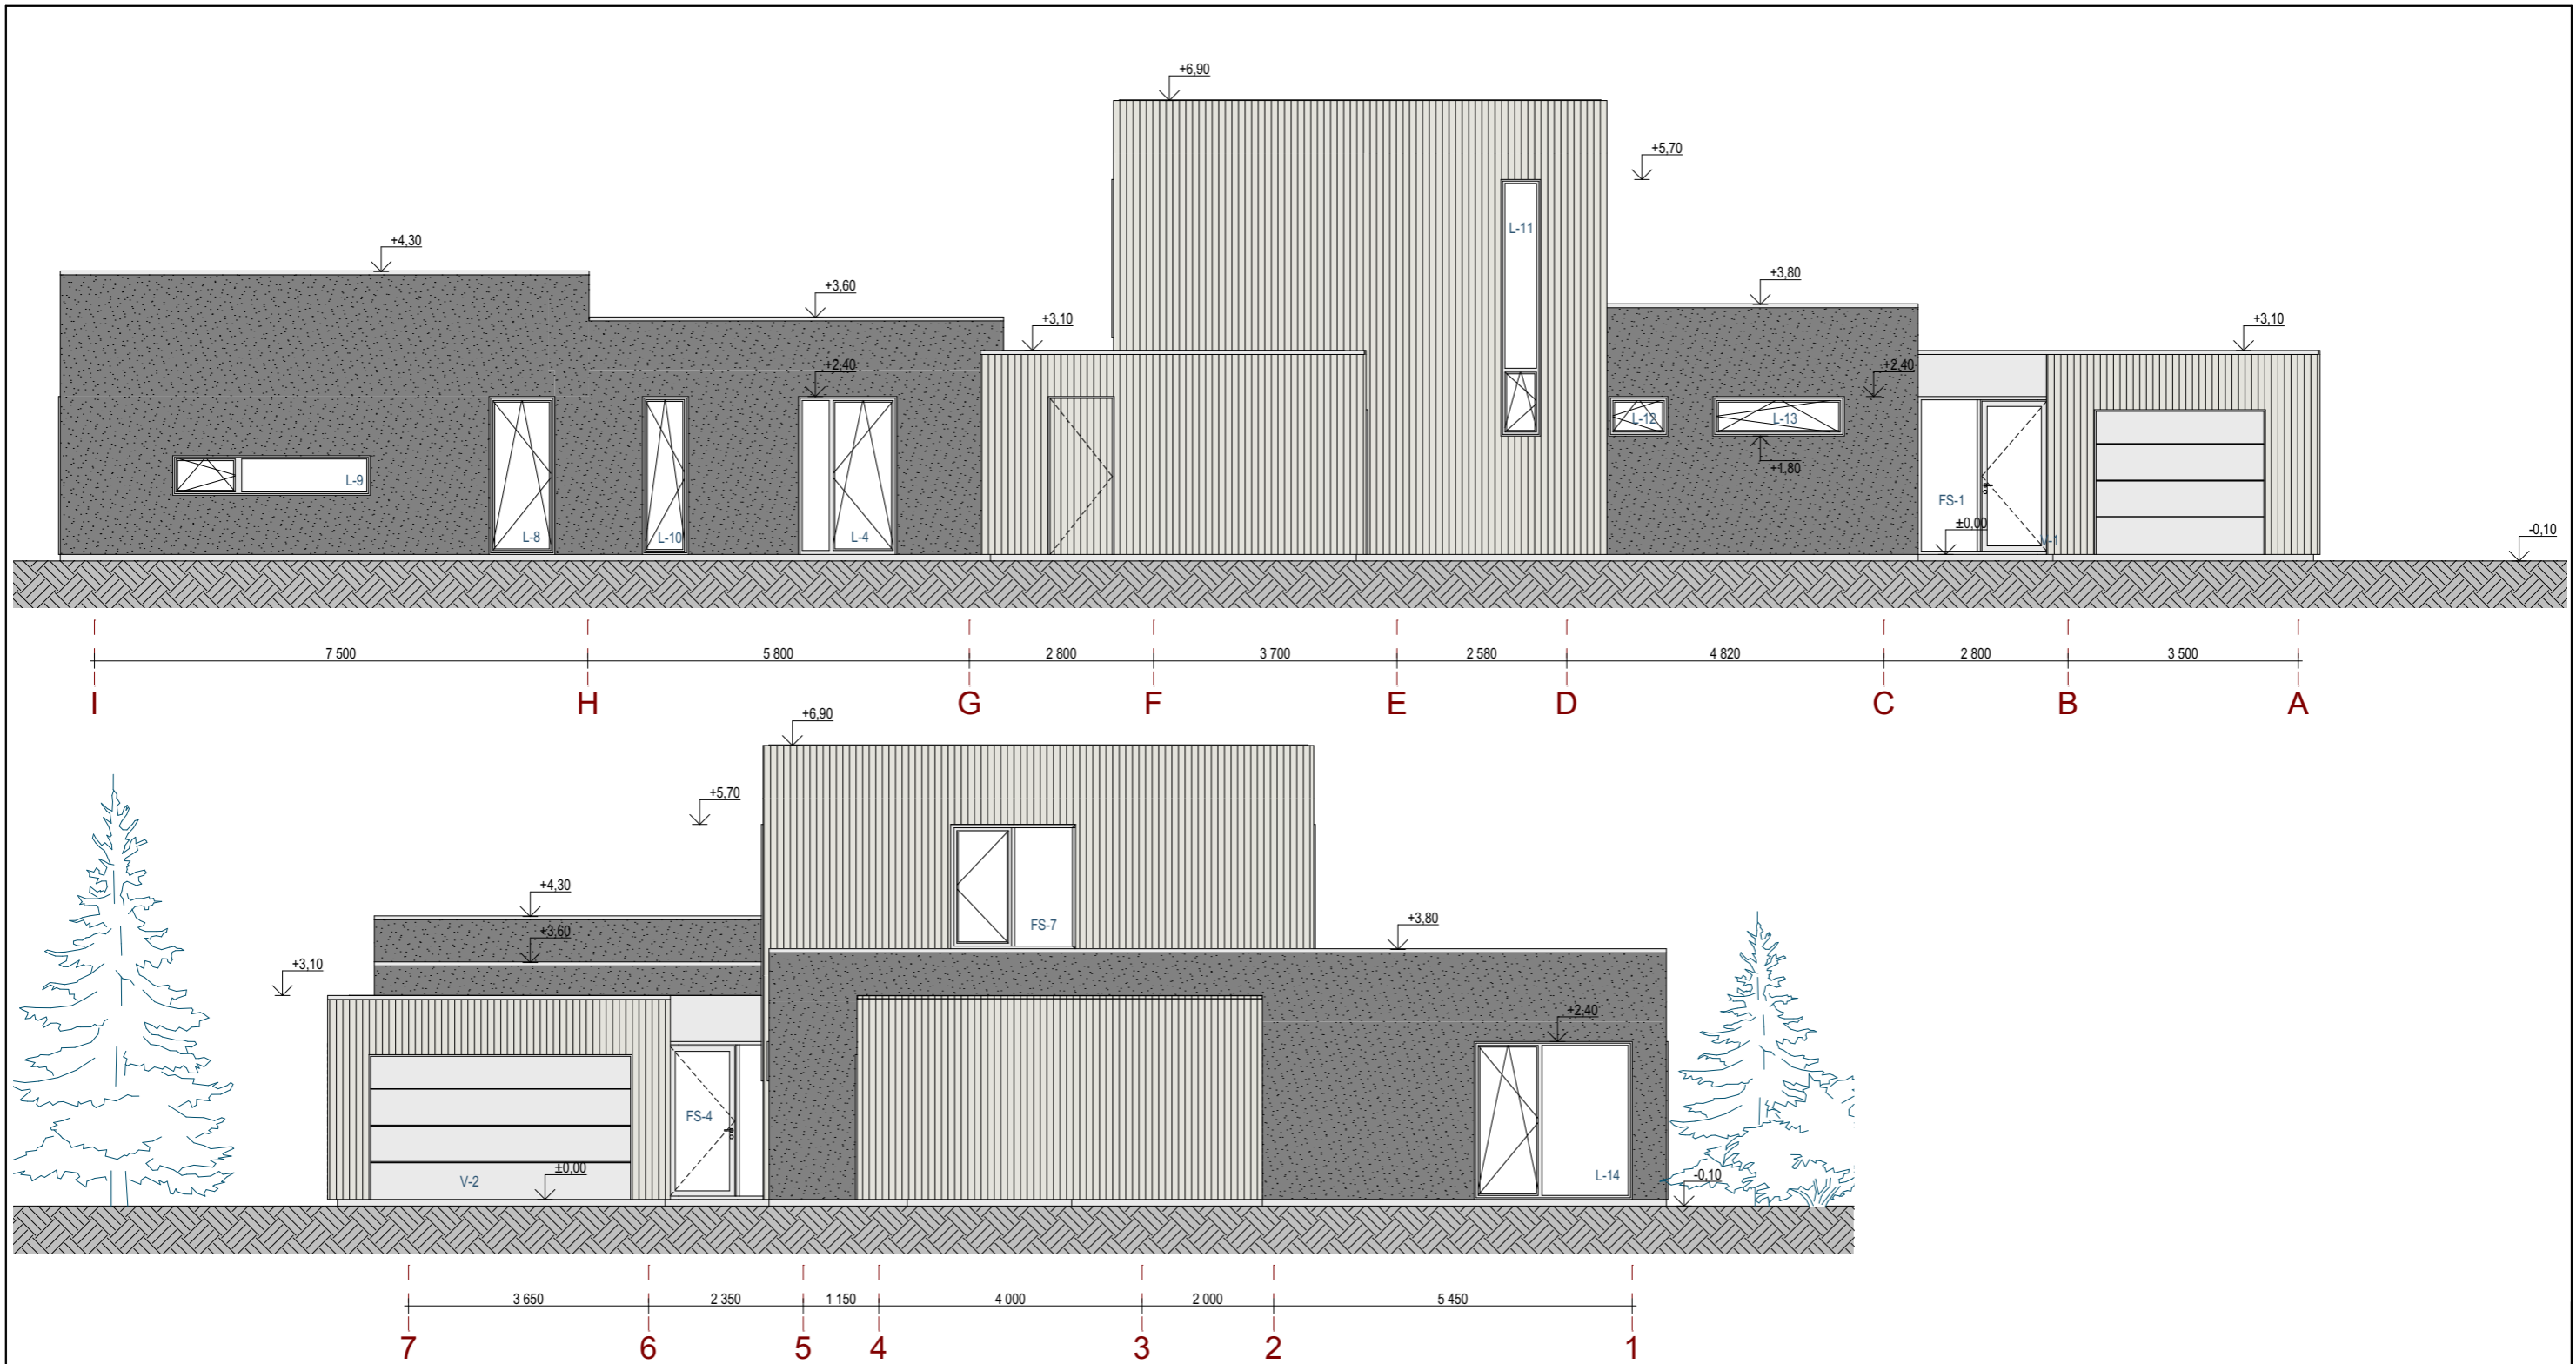 +6,90
+5,70
+4,30
+3,80
+3,60
+3,10
+3,10
+2,40
+2,40
L-11
L-12
L-13
+1,80
L-9
L-8
L-10
L-4
FS-1
±0,00
V-1
-0,10
7 500
5 800
2 800
3 700
2 580
4 820
2 800
3 500
I
H
G
F
E
D
C
B
A
+6,90
+5,70
+4,30
FS-7
+3,80
+3,60
+3,10
+2,40
FS-4
±0,00
V-2
L-14
-0,10
3 650
2 350
1 150
4 000
2 000
5 450
7
6
5
4
3
2
1